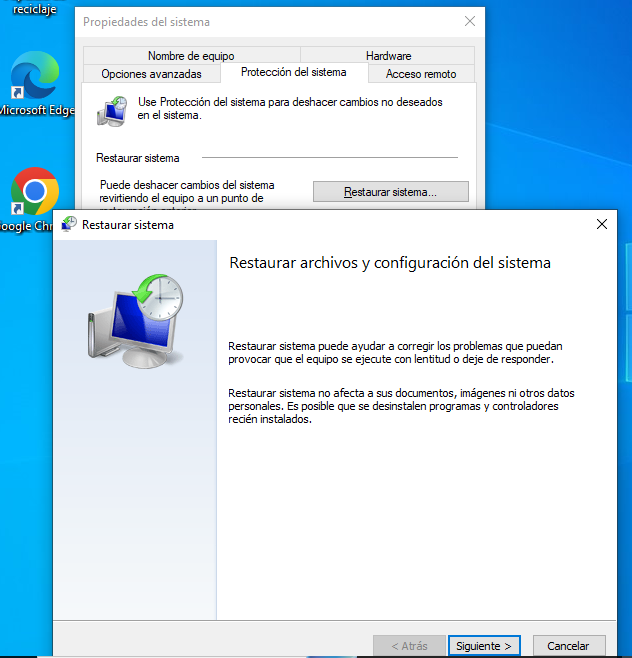 reciclaje
Propiedades del sistema
Nombre de equipo
Hardware
Opciones avanzadas
Protección del sistema
Acceso remoto
Use Protección del sistema para deshacer cambios no deseados
en el sistema.
Microsoft Edge
Restaurar sistema
Puede deshacer cambios del sistema
revirtiendo el equipo a un punto de
Restaurar sistema...
Google Chr
Restaurar sistema
Restaurar archivos y configuración del sistema
Restaurar sistema puede ayudar a corregir los problemas que puedan
provocar que el equipo se ejecute con lentitud o deje de responder.
Restaurar sistema no afecta a sus documentos, imágenes ni otros datos
personales. Es posible que se desinstalen programas y controladores
recién instalados.
< Atrás
Siguiente >
Cancelar